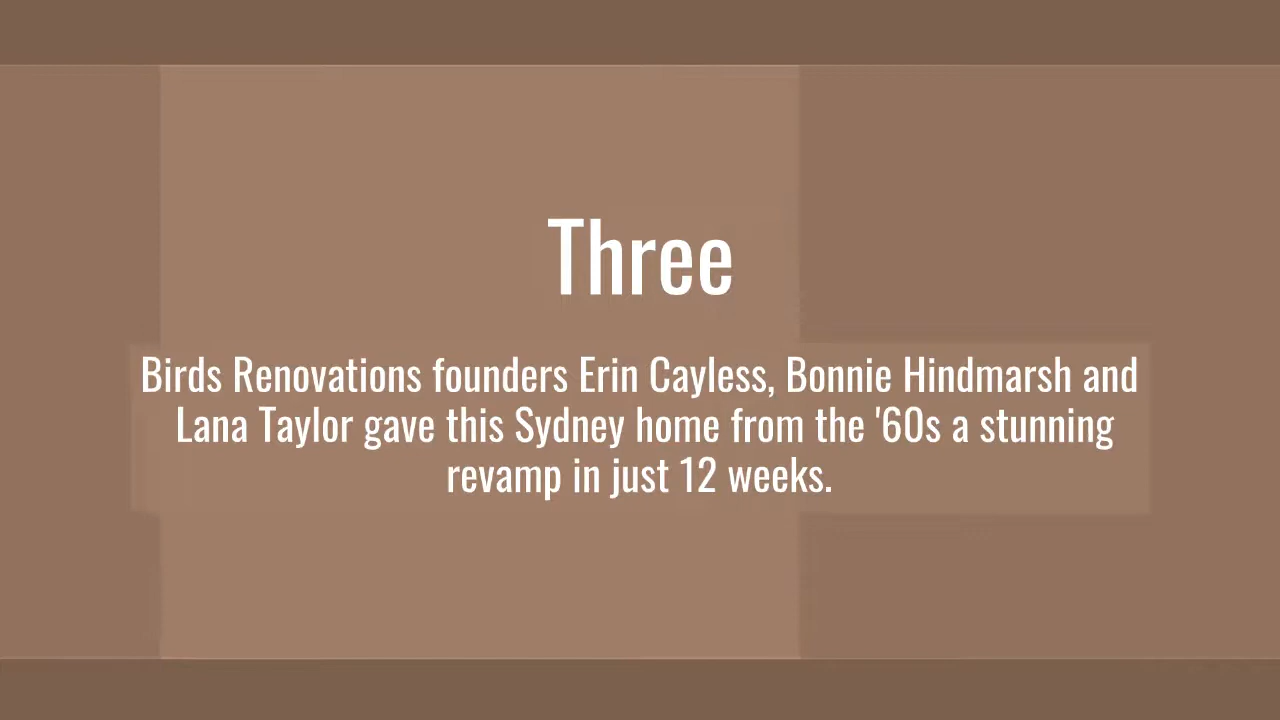 Three
Birds Renovations founders Erin Cayless, Bonnie Hindmarsh and
Lana Taylor gave this Sydney home from the '60s a stunning
revamp in just 12 weeks.